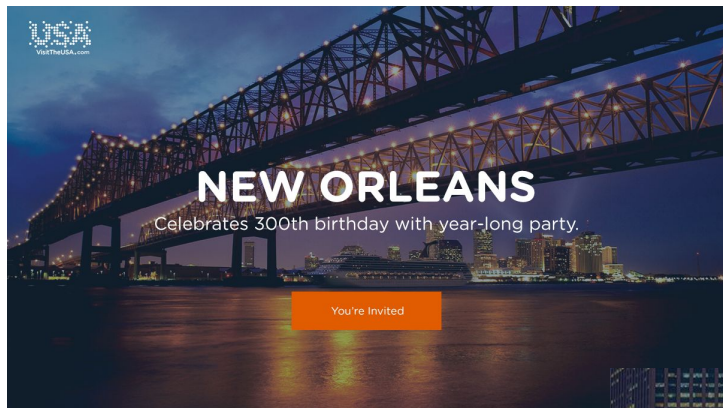 USA
VisitTheUSA.com
NEW ORLEANS
Celebrates 300th birthday with year-long party.
You're Invited